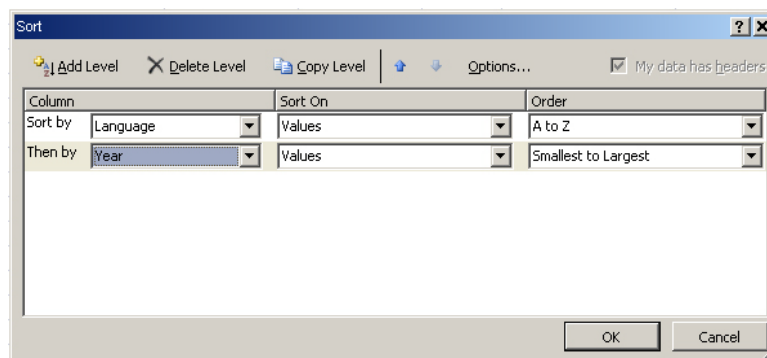 Sort
Add Level Delete Level Copy Level Options... My data has headers
Column Sort On Order
Sort by Language Values A to Z
Then by Year Values Smallest to Largest
OK Cancel